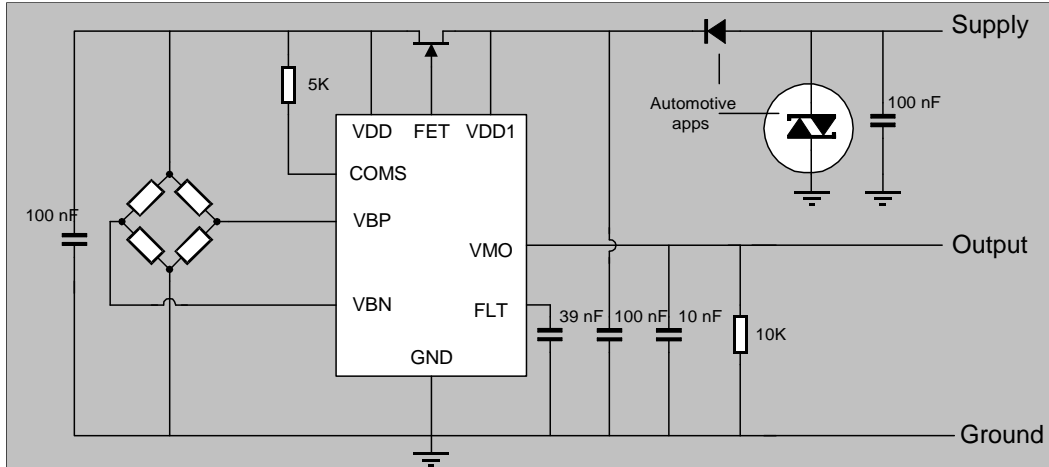 Supply
5K
Automotive
apps
100 nF
VDD FET VDD1
COMS
100 nF
VBP
VMO
Output
VBN
FLT
39 nF
100 nF
10 nF
10K
GND
Ground